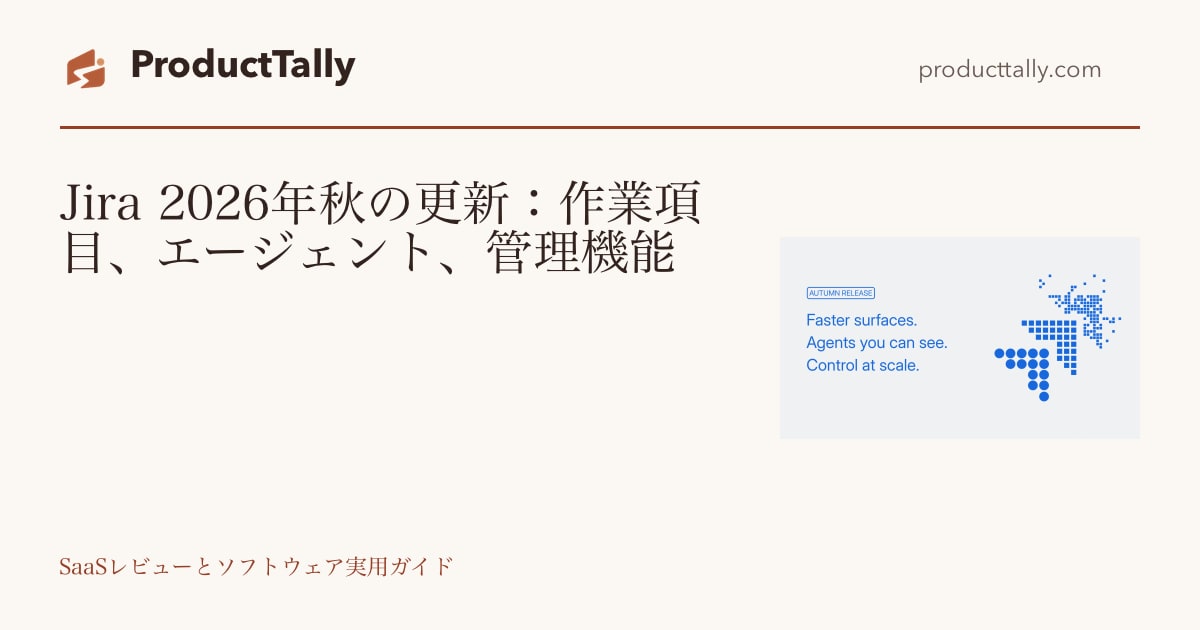 ProductTally
producttally.com
Jira 2026年秋の更新：作業項
目、エージェント、管理機能
AUTUMN RELEASE
Faster surfaces.
Agents you can see.
Control at scale.
SaaSレビューとソフトウェア実用ガイド